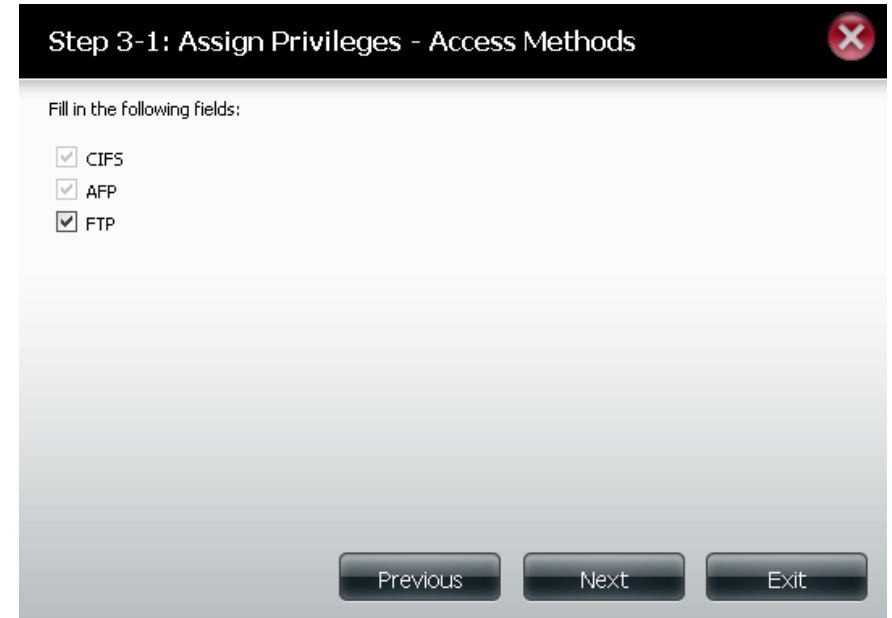 Step 3-1: Assign Privileges - Access Methods
Fill in the following fields:
CIFS
AFP
FTP
Previous Next Exit